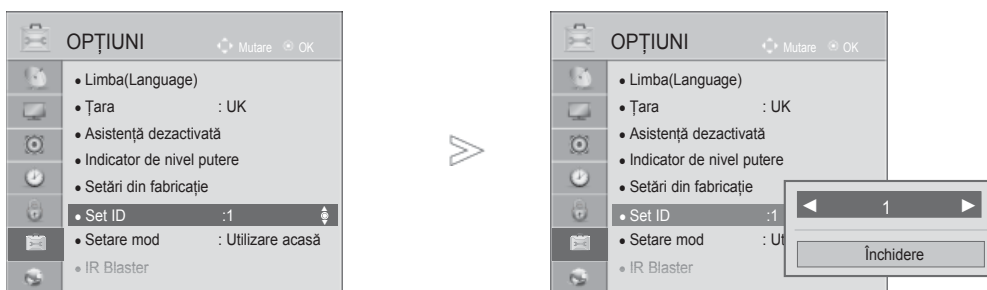 OPȚIUNI Mutare OK
• Limba(Language)
• Țara : UK
• Asistență dezactivată
• Indicator de nivel putere
• Setări din fabricație
• Set ID :1
• Setare mod : Utilizare acasă
• IR Blaster
OPȚIUNI Mutare OK
• Limba(Language)
• Țara : UK
• Asistență dezactivată
• Indicator de nivel putere
• Setări din fabricație
• Set ID :1
• Setare mod : Ut
• IR Blaster
◄ 1 ►
Închidere